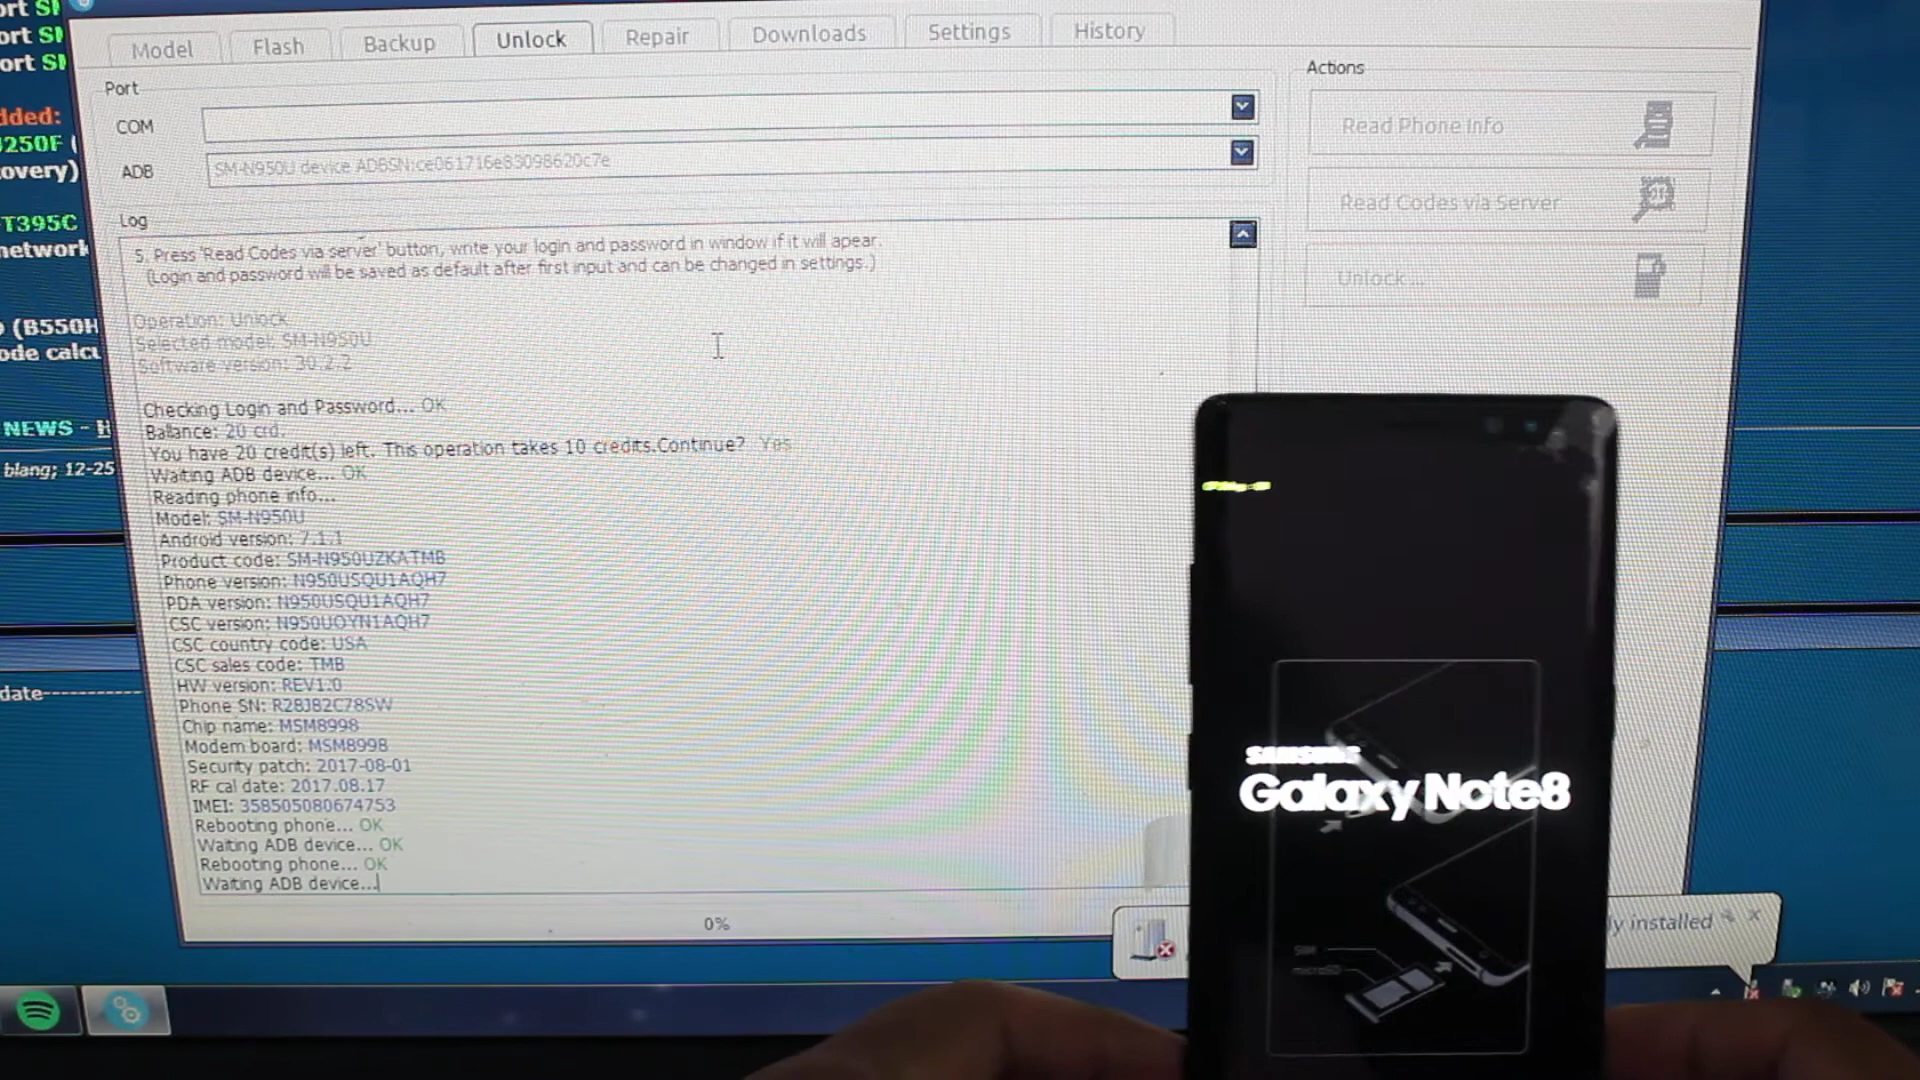 Model Flash Backup Unlock Repair Downloads Settings History
Port
COM
ADB SM-N950U device ADBSN:ce061716e83098620c7e
Log
5. Press 'Read Codes via server' button, write your login and password in window if it will apear.
(Login and password will be saved as default after first input and can be changed in settings.)
Operation: Unlock
Selected model: SM-N950U
Software version: 30.2.2
Checking Login and Password... OK
Ballance: 20 crd.
You have 20 credit(s) left. This operation takes 10 credits.Continue? Yes
Waiting ADB device... OK
Reading phone info...
Model: SM-N950U
Android version: 7.1.1
Product code: SM-N950UZKATMB
Phone version: N950USQU1AQH7
PDA version: N950USQU1AQH7
CSC version: N950UOYN1AQH7
CSC country code: USA
CSC sales code: TMB
HW version: REV1.0
Phone SN: R28J82C78SW
Chip name: MSM8998
Modem board: MSM8998
Security patch: 2017-08-01
RF cal date: 2017.08.17
IMEI: 358505080674753
Rebooting phone... OK
Waiting ADB device... OK
Rebooting phone... OK
Waiting ADB device...
0%
Actions
Read Phone Info
Read Codes via Server
Unlock ...
ort
ort
ort
dded:
250F (
overy)
T395C
network
(B550H
ode calcu
NEWS -
blang; 12-25
date-----------
SAMSUNG
Galaxy Note8
SIM
microSD
ly installed